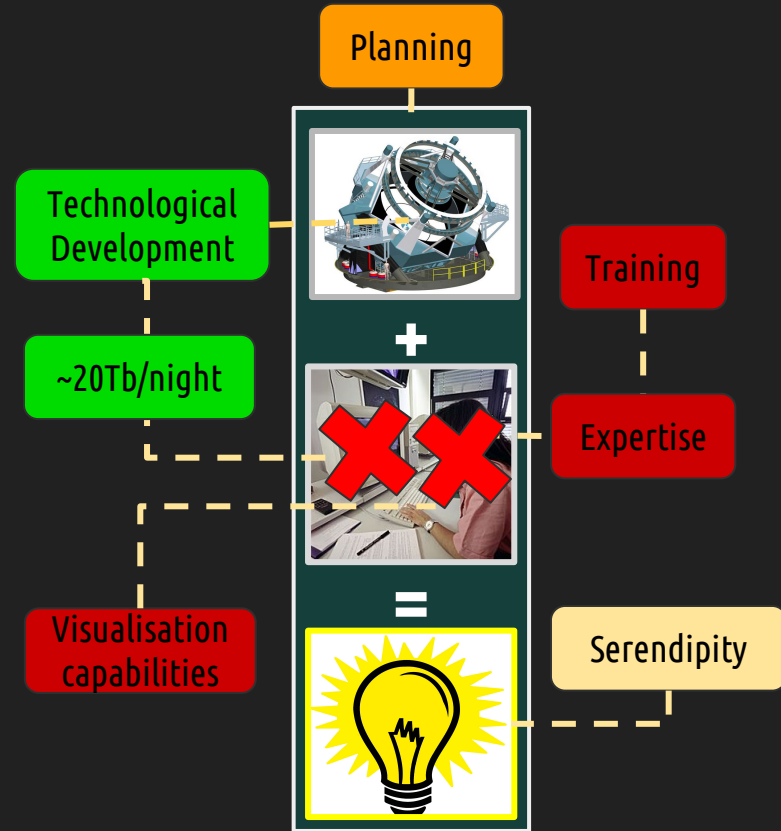 Planning
Technological
Development
Training
+
~20Tb/night
Expertise
=
Visualisation
capabilities
Serendipity